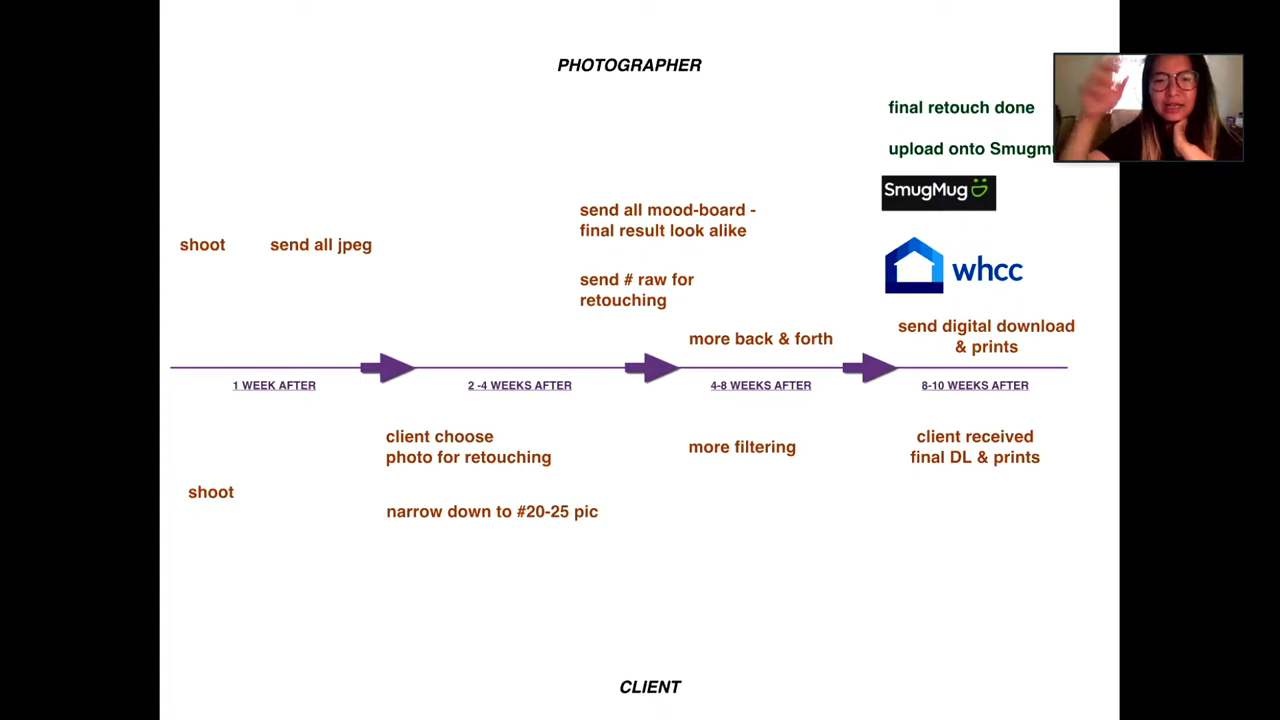 PHOTOGRAPHER
final retouch done
upload onto
SmugMug
send all mood-board -
final result look alike
shoot
send all jpeg
whcc
send # raw for
retouching
send digital download
& prints
more back & forth
1 WEEK AFTER
2 -4 WEEKS AFTER
4-8 WEEKS AFTER
8-10 WEEKS AFTER
client choose
photo for retouching
more filtering
client received
final DL & prints
shoot
narrow down to #20-25 pic
CLIENT